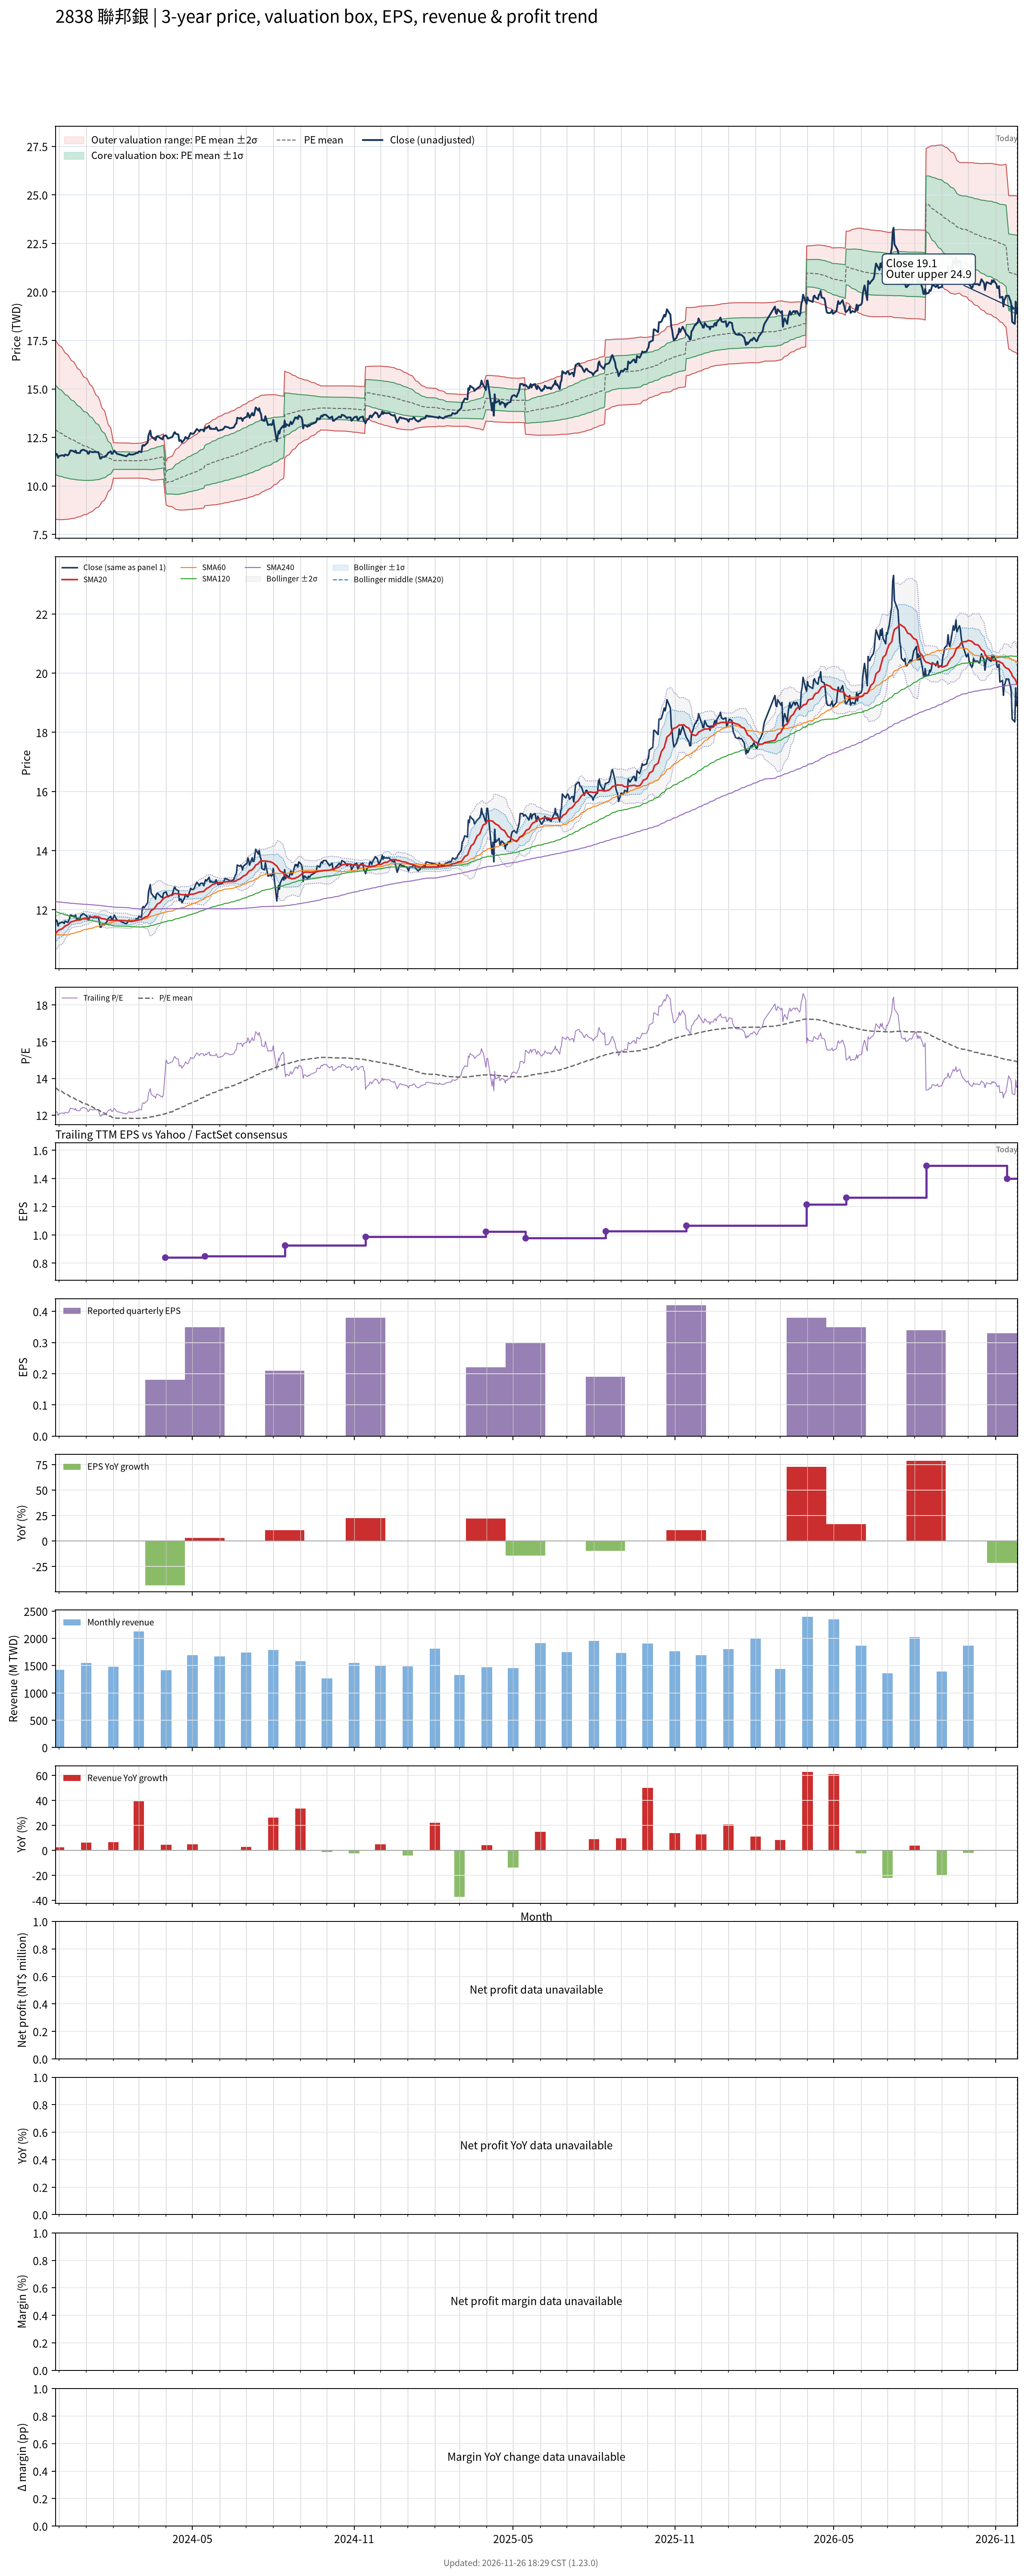 2838 聯邦銀 | 3-year price, valuation box, EPS, revenue & profit trend
Outer valuation range: PE mean ±2σ
PE mean
Close (unadjusted)
Core valuation box: PE mean ±1σ
Today
27.5
25.0
22.5
20.0
17.5
15.0
12.5
10.0
7.5
Price (TWD)
Close 19.1
Outer upper 24.9
Close (same as panel 1)
SMA60
SMA240
Bollinger ±1σ
SMA20
SMA120
Bollinger ±2σ
Bollinger middle (SMA20)
22
20
18
16
14
12
Price
Trailing P/E
P/E mean
18
16
14
12
P/E
Trailing TTM EPS vs Yahoo / FactSet consensus
Today
1.6
1.4
1.2
1.0
0.8
EPS
Reported quarterly EPS
0.4
0.3
0.2
0.1
0.0
EPS
EPS YoY growth
75
50
25
0
-25
YoY (%)
Monthly revenue
2500
2000
1500
1000
500
0
Revenue (M TWD)
Revenue YoY growth
60
40
20
0
-20
-40
YoY (%)
Month
1.0
0.8
0.6
0.4
0.2
0.0
Net profit (NT$ million)
Net profit data unavailable
1.0
0.8
0.6
0.4
0.2
0.0
YoY (%)
Net profit YoY data unavailable
1.0
0.8
0.6
0.4
0.2
0.0
Margin (%)
Net profit margin data unavailable
1.0
0.8
0.6
0.4
0.2
0.0
Δ margin (pp)
Margin YoY change data unavailable
2024-05
2024-11
2025-05
2025-11
2026-05
2026-11
Updated: 2026-11-26 18:29 CST (1.23.0)